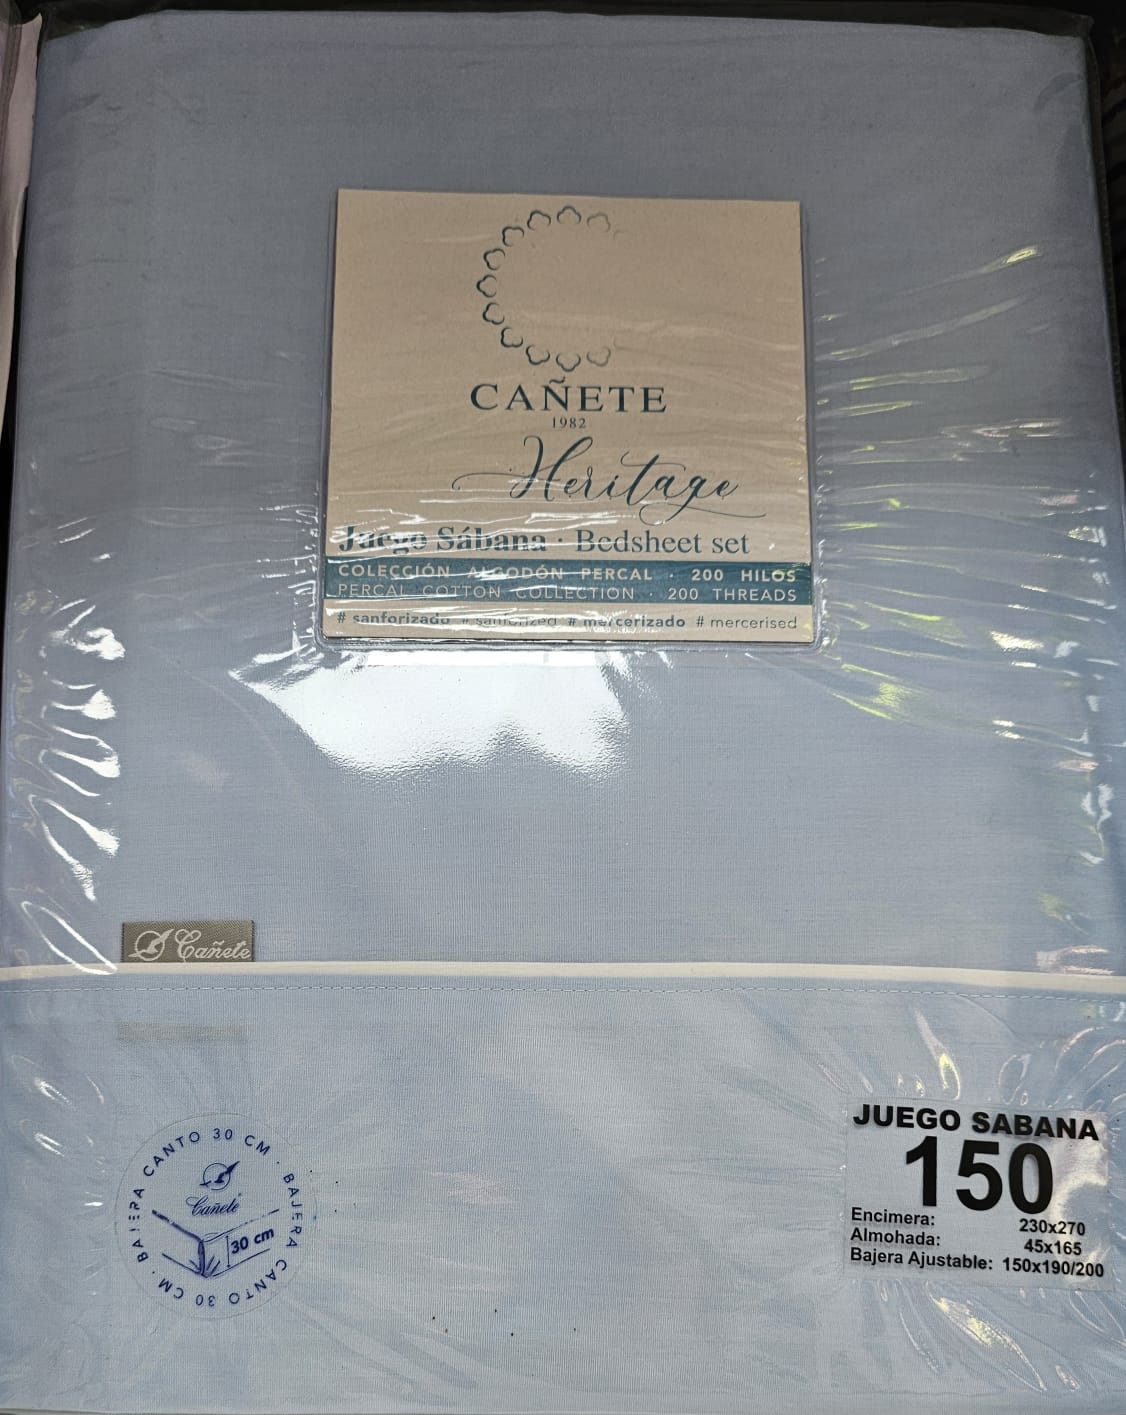 CAÑETE
1982
Heritage
Juego Sábana · Bedsheet set
COLECCIÓN ALGODÓN PERCAL · 200 HILOS
PERCAL COTTON COLLECTION · 200 THREADS
# sanforizado # sanforized # mercerizado # mercerised
Cañete
BAJERA CANTO 30 CM · BAJERA CANTO 30 CM ·
Cañete
30 cm
JUEGO SABANA
150
Encimera: 230x270
Almohada: 45x165
Bajera Ajustable: 150x190/200